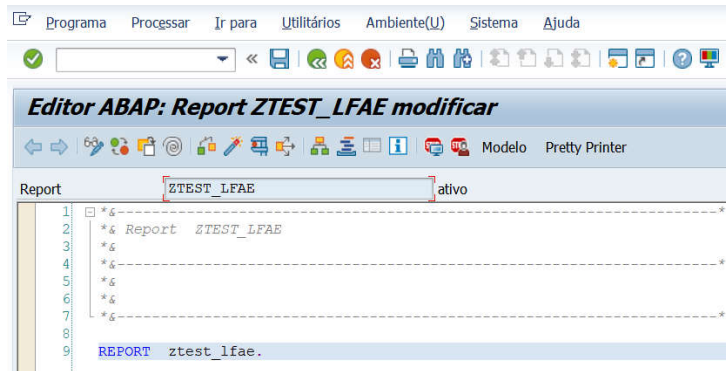 Programa Processar Ir para Utilitários Ambiente(U) Sistema Ajuda
Editor ABAP: Report ZTEST_LFAE modificar
Modelo Pretty Printer
Report ZTEST_LFAE ativo
1 *&---------------------------------------------------------------------*
2 *& Report  ZTEST_LFAE
3 *&
4 *&---------------------------------------------------------------------*
5 *&
6 *&
7 *&---------------------------------------------------------------------*
8
9 REPORT  ztest_lfae.